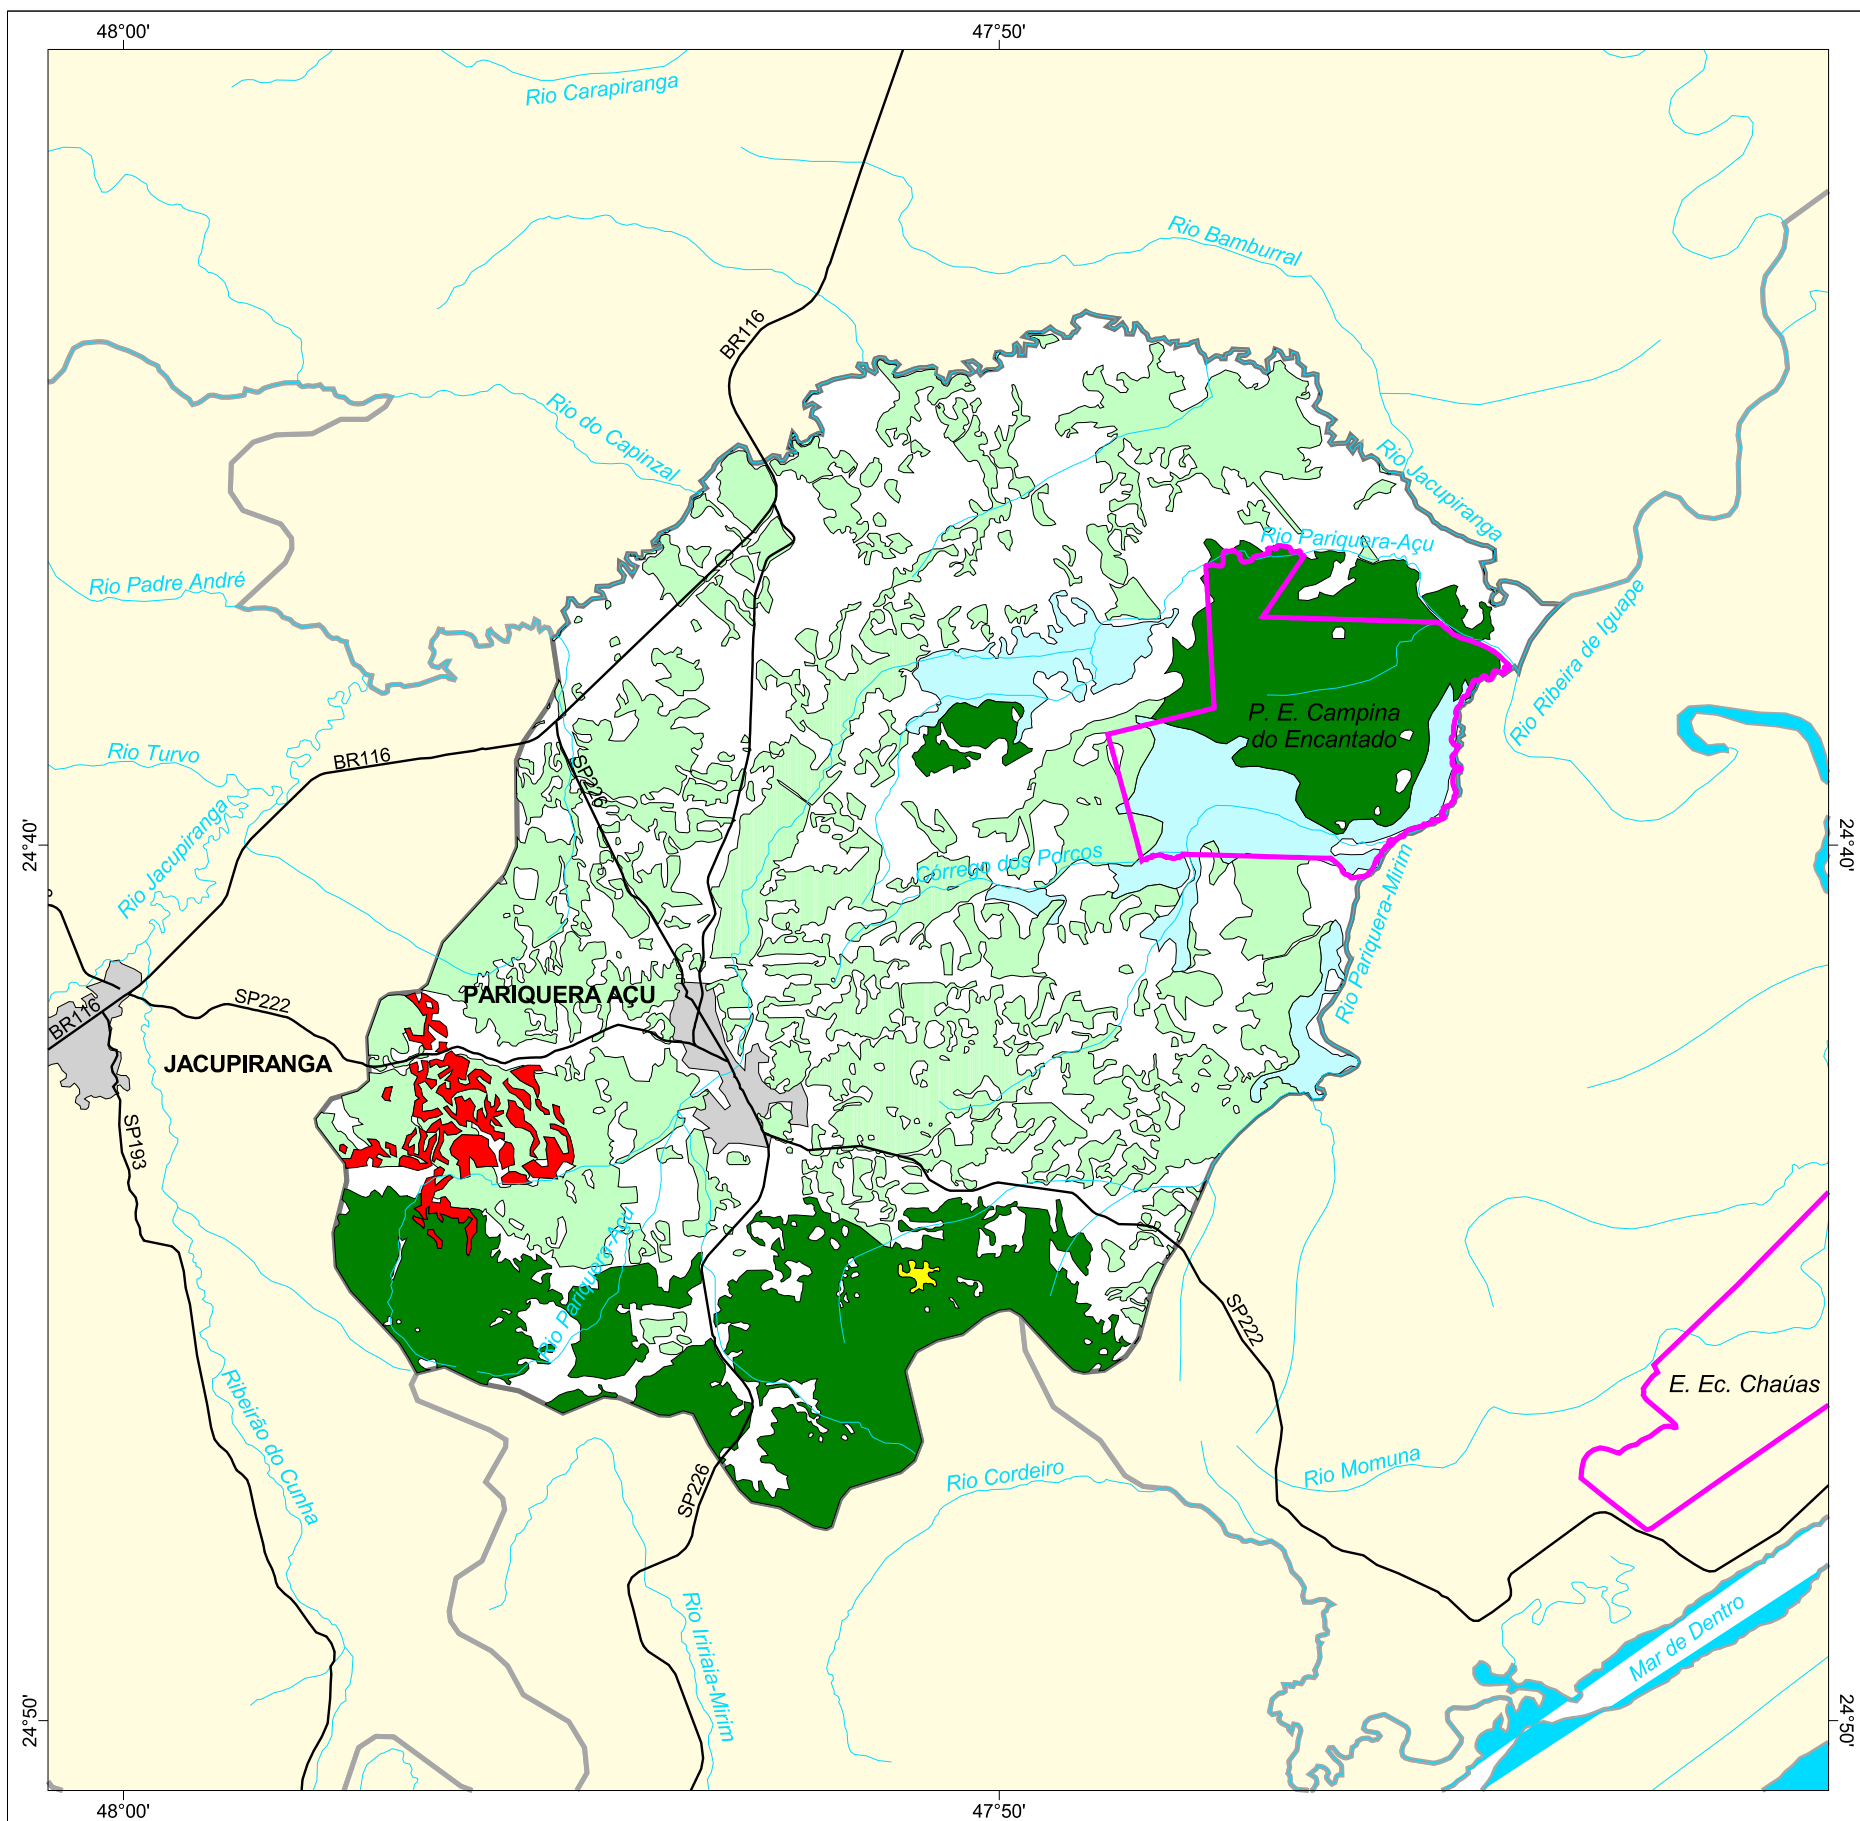 48°00'
47°50'
Rio Carapiranga
Rio Bamburral
BR116
Rio do Capinzal
Rio Jacupiranga
Rio Pariquera-Açu
Rio Padre André
Rio Ribeira de Iguape
P. E. Campina
do Encantado
Rio Turvo
BR116
SP226
Rio Jacupiranga
24°40'
24°40'
Córrego dos Porcos
Rio Pariquera-Mirim
PARIQUERA AÇU
SP222
BR116
JACUPIRANGA
SP193
Rio Pariquera-Açu
SP222
E. Ec. Chaúas
Ribeirão do Cunha
Rio Cordeiro
Rio Momuna
SP226
Rio Iririaia-Mirim
Mar de Dentro
24°50'
24°50'
48°00'
47°50'